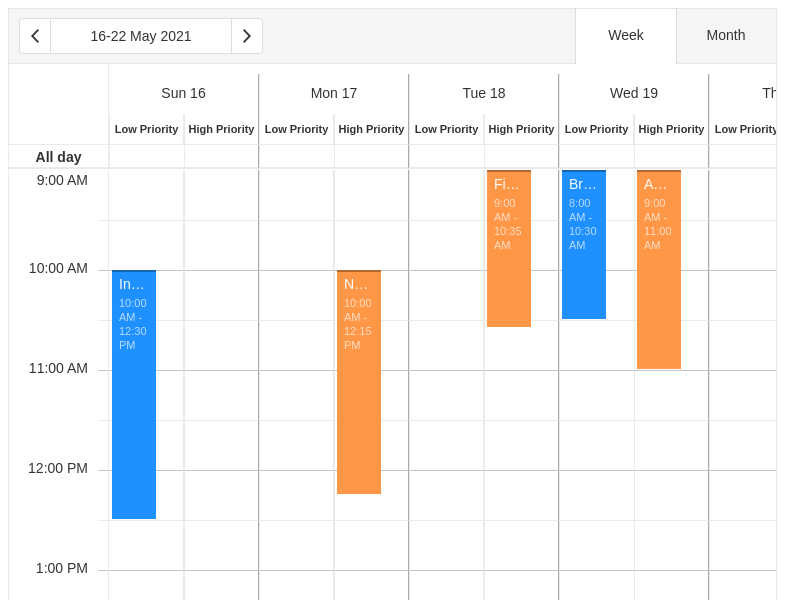 16-22 May 2021
Week
Month
Sun 16
Mon 17
Tue 18
Wed 19
Th
Low Priority
High Priority
Low Priority
High Priority
Low Priority
High Priority
Low Priority
High Priority
Low Priority
All day
9:00 AM
10:00 AM
11:00 AM
12:00 PM
1:00 PM
In...
10:00
AM -
12:30
PM
N...
10:00
AM -
12:15
PM
Fi...
9:00
AM -
10:35
AM
Br...
8:00
AM -
10:30
AM
A...
9:00
AM -
11:00
AM